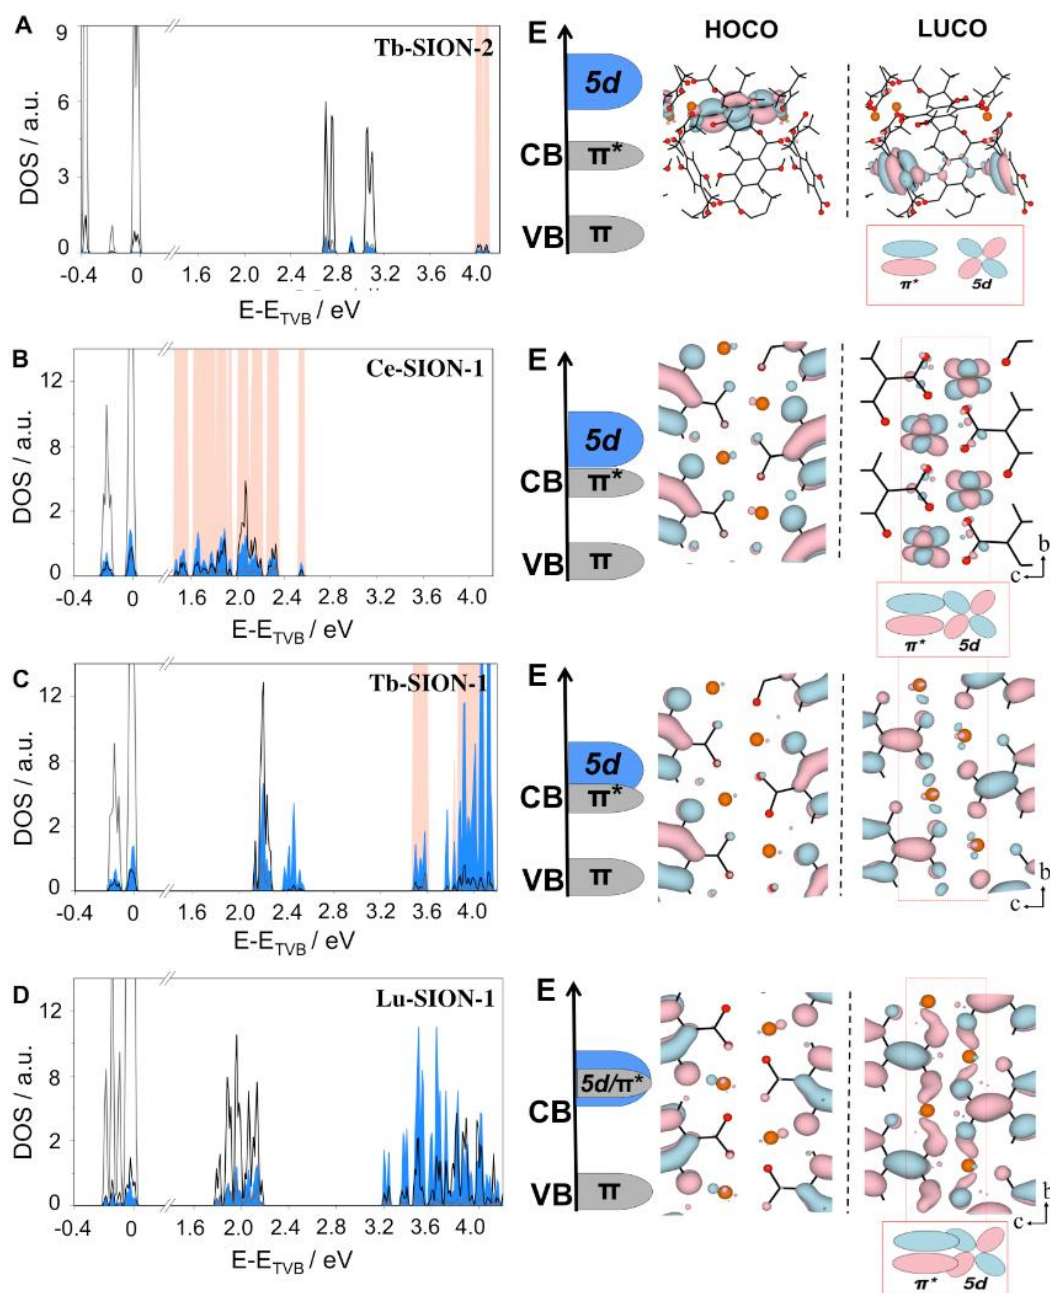 A
Tb-SION-2
DOS / a.u.
9
6
3
0
-0.4 0 1.6 2.0 2.4 2.8 3.2 3.6 4.0
E-E_TVB / eV
E
5d
CB π*
VB π
HOCO LUCO
π* 5d
B
Ce-SION-1
DOS / a.u.
12
8
2
0
-0.4 0 1.6 2.0 2.4 2.8 3.2 3.6 4.0
E-E_TVB / eV
E
5d
CB π*
VB π
b
c
π* 5d
C
Tb-SION-1
DOS / a.u.
12
8
2
0
-0.4 0 1.6 2.0 2.4 2.8 3.2 3.6 4.0
E-E_TVB / eV
E
5d
CB π*
VB π
b
c
D
Lu-SION-1
DOS / a.u.
12
8
2
0
-0.4 0 1.6 2.0 2.4 2.8 3.2 3.6 4.0
E-E_TVB / eV
E
5d/π*
CB
VB π
b
c
π* 5d